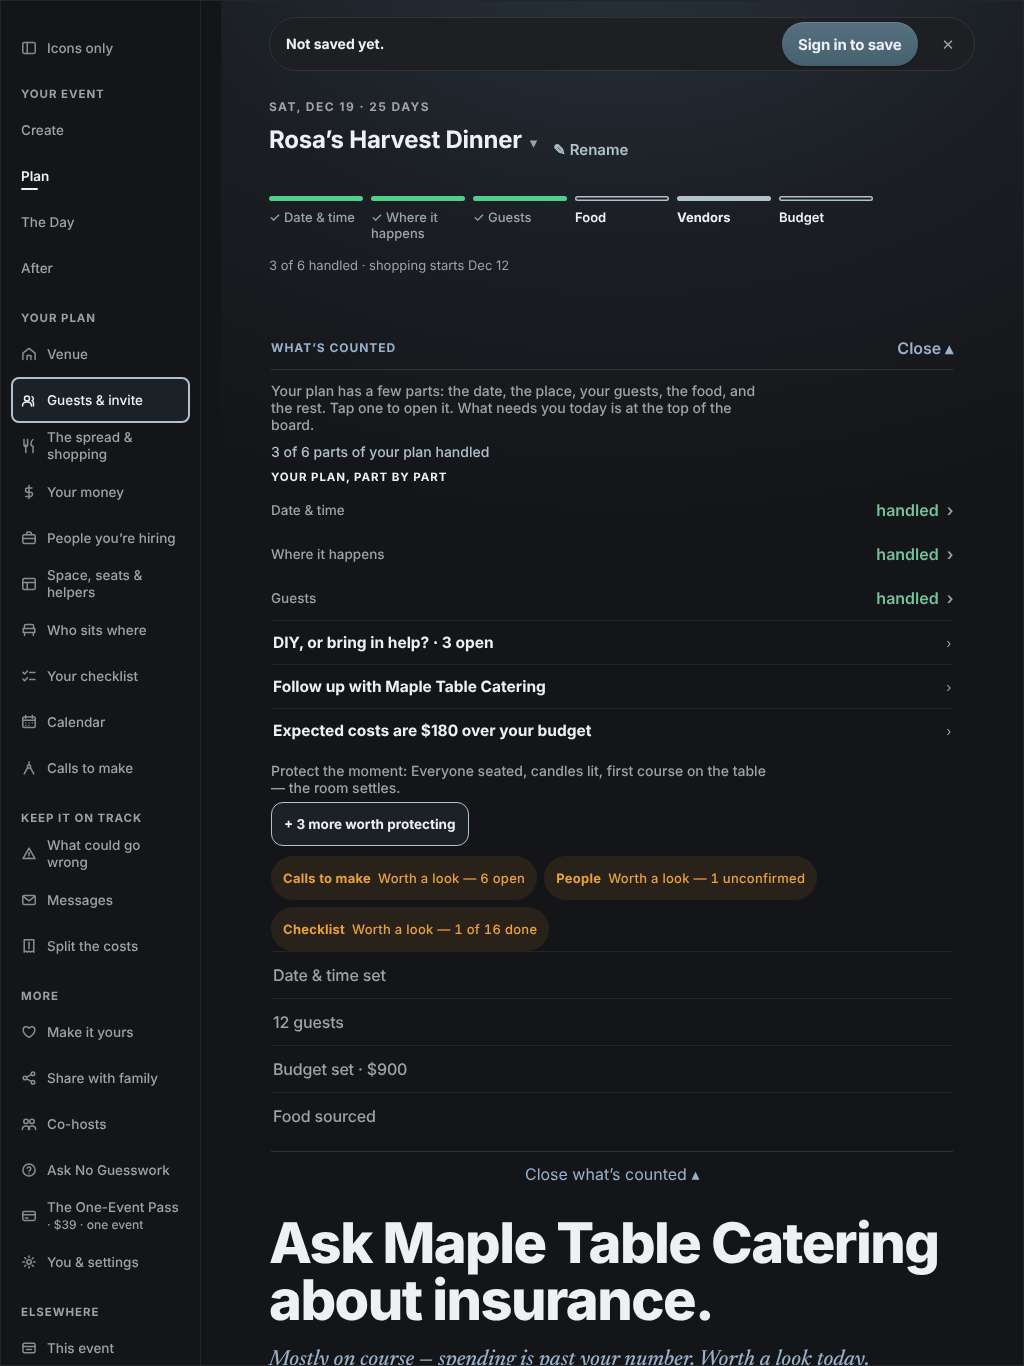 Icons only
YOUR EVENT
Create
Plan
The Day
After
YOUR PLAN
Venue
Guests & invite
The spread &
shopping
Your money
People you’re hiring
Space, seats &
helpers
Who sits where
Your checklist
Calendar
Calls to make
KEEP IT ON TRACK
What could go
wrong
Messages
Split the costs
MORE
Make it yours
Share with family
Co-hosts
Ask No Guesswork
The One-Event Pass
· $39 · one event
You & settings
ELSEWHERE
This event
Not saved yet.
Sign in to save ×
SAT, DEC 19 · 25 DAYS
Rosa’s Harvest Dinner ▾ ✎ Rename
✓ Date & time
✓ Where it
happens
✓ Guests
Food
Vendors
Budget
3 of 6 handled · shopping starts Dec 12
WHAT’S COUNTED
Close ▴
Your plan has a few parts: the date, the place, your guests, the food, and
the rest. Tap one to open it. What needs you today is at the top of the
board.
3 of 6 parts of your plan handled
YOUR PLAN, PART BY PART
Date & time handled ›
Where it happens handled ›
Guests handled ›
DIY, or bring in help? · 3 open ›
Follow up with Maple Table Catering ›
Expected costs are $180 over your budget ›
Protect the moment: Everyone seated, candles lit, first course on the table
— the room settles.
+ 3 more worth protecting
Calls to make Worth a look — 6 open
People Worth a look — 1 unconfirmed
Checklist Worth a look — 1 of 16 done
Date & time set
12 guests
Budget set · $900
Food sourced
Close what’s counted ▴
Ask Maple Table Catering
about insurance.
Mostly on course — spending is past your number. Worth a look today.